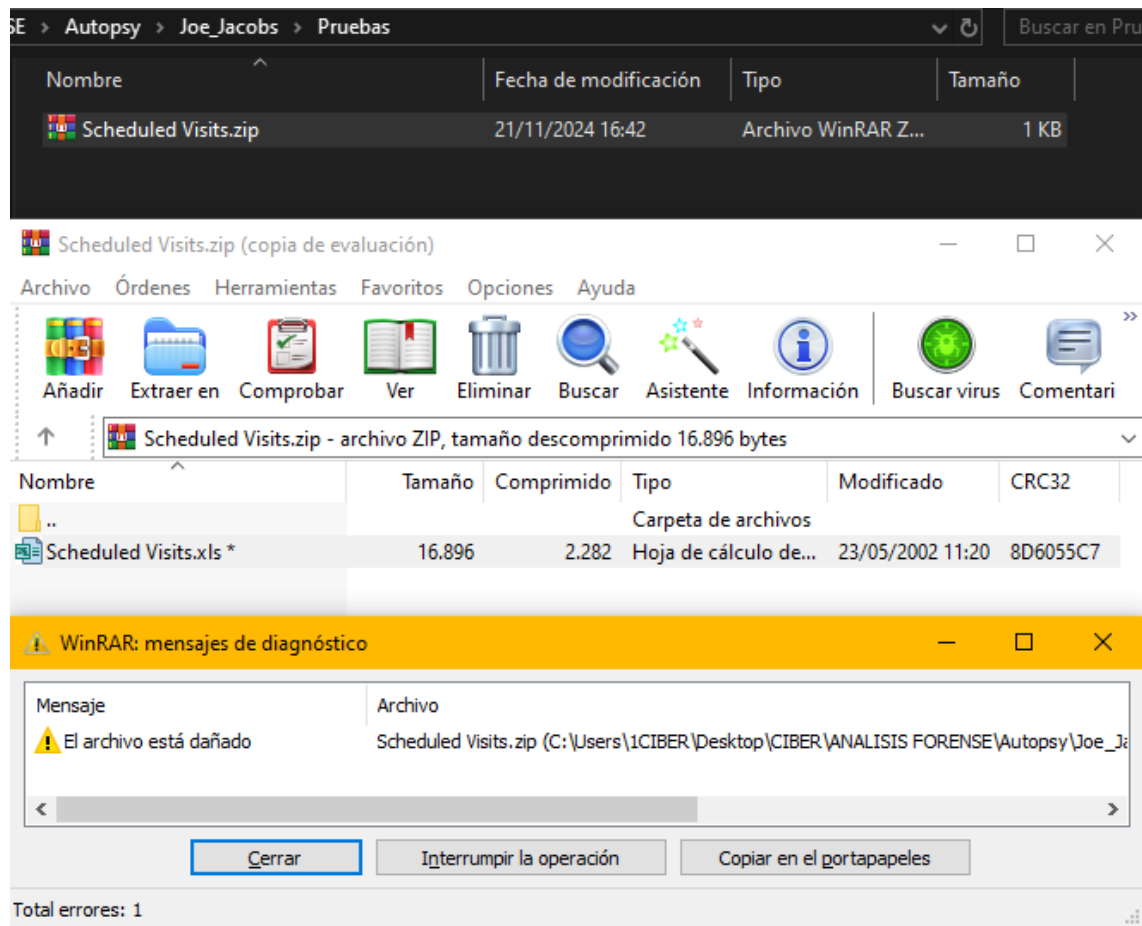 SE > Autopsy > Joe_Jacobs > Pruebas Buscar en Pru
Nombre Fecha de modificación Tipo Tamaño
Scheduled Visits.zip 21/11/2024 16:42 Archivo WinRAR Z... 1 KB
Scheduled Visits.zip (copia de evaluación)
Archivo Órdenes Herramientas Favoritos Opciones Ayuda
Añadir Extraer en Comprobar Ver Eliminar Buscar Asistente Información Buscar virus Comentari
Scheduled Visits.zip - archivo ZIP, tamaño descomprimido 16.896 bytes
Nombre Tamaño Comprimido Tipo Modificado CRC32
.. Carpeta de archivos
Scheduled Visits.xls * 16.896 2.282 Hoja de cálculo de... 23/05/2002 11:20 8D6055C7
WinRAR: mensajes de diagnóstico
Mensaje Archivo
El archivo está dañado Scheduled Visits.zip (C:\Users\1CIBER\Desktop\CIBER\ANALISIS FORENSE\Autopsy\Joe_Ja
Cerrar Interrumpir la operación Copiar en el portapapeles
Total errores: 1